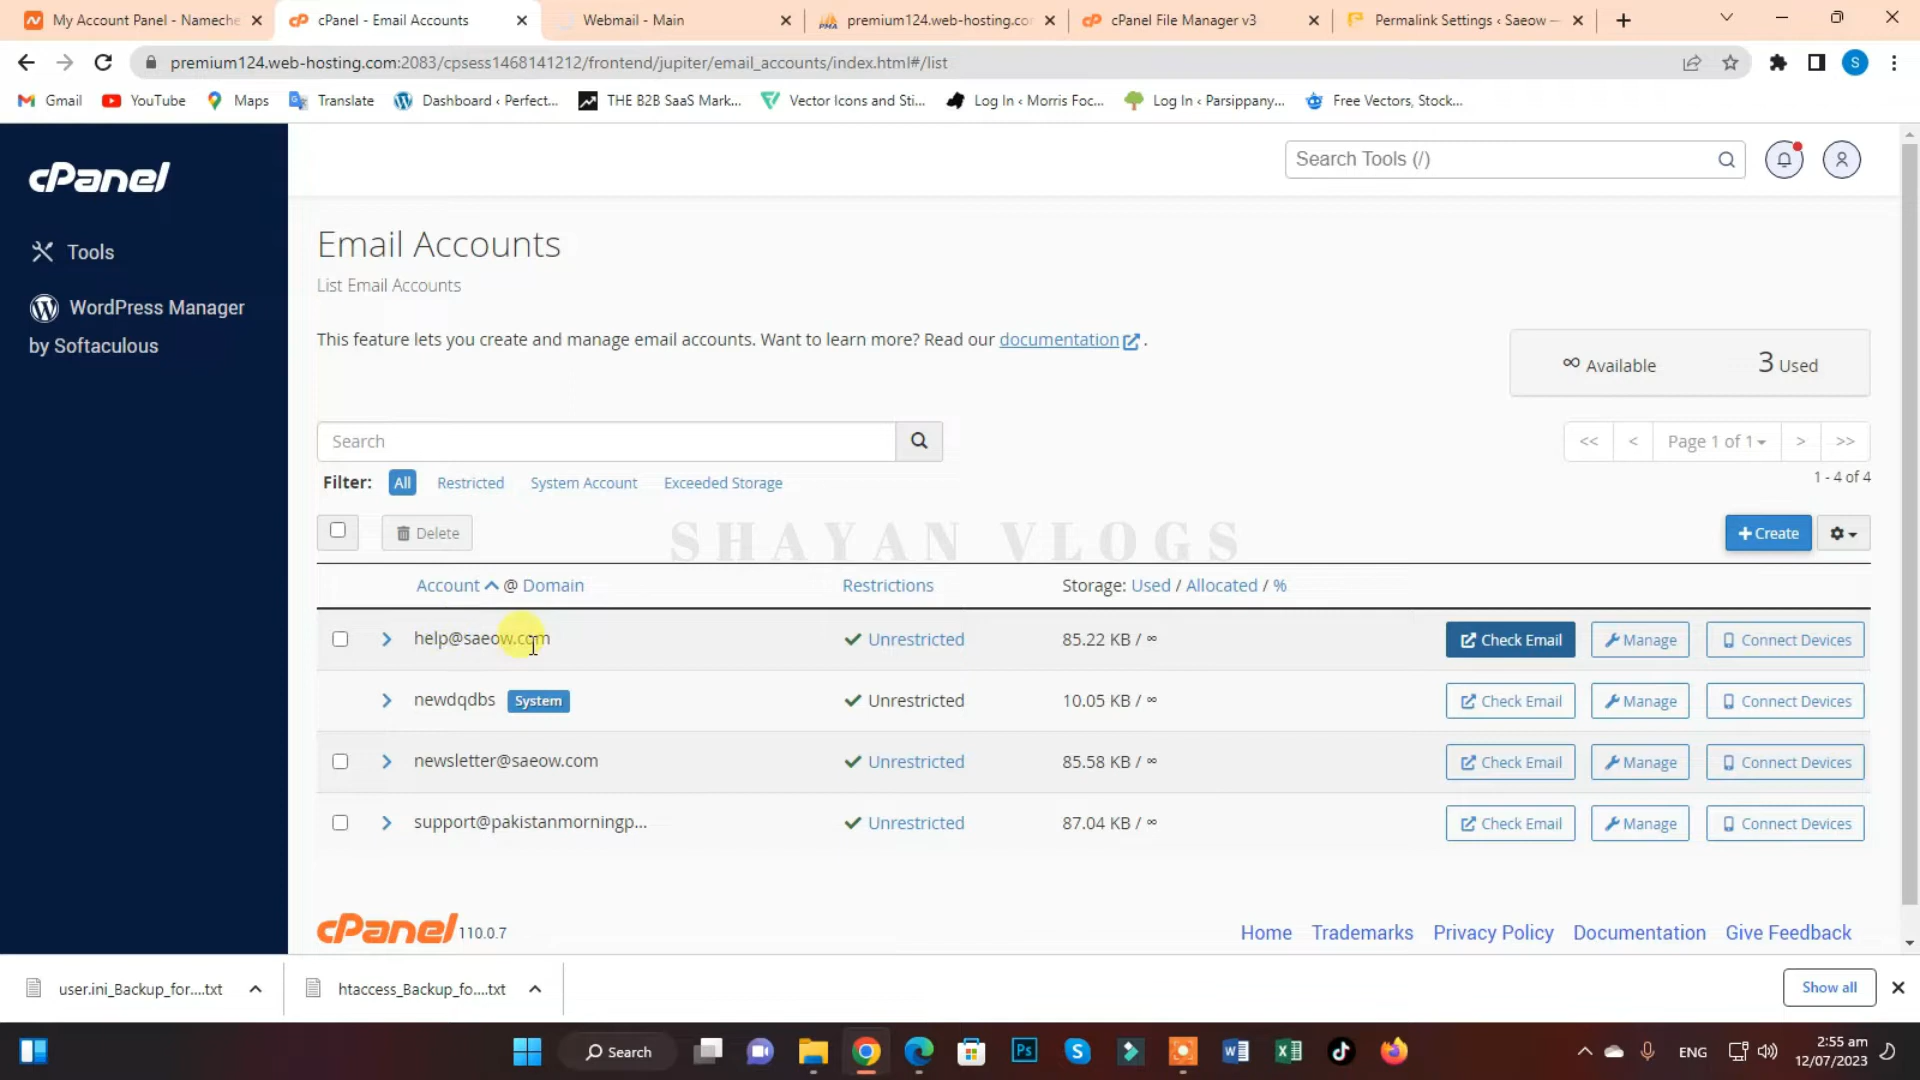 My Account Panel - Nameche
cPanel - Email Accounts
Webmail - Main
premium124.web-hosting.cor
cPanel File Manager v3
Permalink Settings ‹ Saeow —
premium124.web-hosting.com:2083/cpsess1468141212/frontend/jupiter/email_accounts/index.html#/list
S
Gmail
YouTube
Maps
Translate
Dashboard ‹ Perfect...
THE B2B SaaS Mark...
Vector Icons and Sti...
Log In ‹ Morris Foc...
Log In ‹ Parsippany,...
Free Vectors, Stock...
cPanel
Search Tools (/)
Tools
WordPress Manager
by Softaculous
Email Accounts
List Email Accounts
This feature lets you create and manage email accounts. Want to learn more? Read our documentation .
∞ Available 3 Used
Search
<< < Page 1 of 1 > >>
Filter: All Restricted System Account Exceeded Storage
1 - 4 of 4
Delete
SHAYAN VLOGS
+ Create
Account @ Domain Restrictions Storage: Used / Allocated / %
help@saeow.com Unrestricted 85.22 KB / ∞ Check Email Manage Connect Devices
newdqdbs System Unrestricted 10.05 KB / ∞ Check Email Manage Connect Devices
newsletter@saeow.com Unrestricted 85.58 KB / ∞ Check Email Manage Connect Devices
support@pakistanmorningp... Unrestricted 87.04 KB / ∞ Check Email Manage Connect Devices
cPanel 110.0.7
Home Trademarks Privacy Policy Documentation Give Feedback
user.ini_Backup_for....txt
htaccess_Backup_fo....txt
Show all
Search
Ps
ENG
2:55 am
12/07/2023